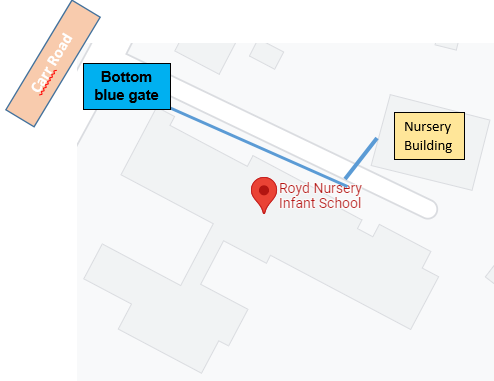 Carr Road
Bottom
blue gate
Nursery
Building
Royd Nursery
Infant School